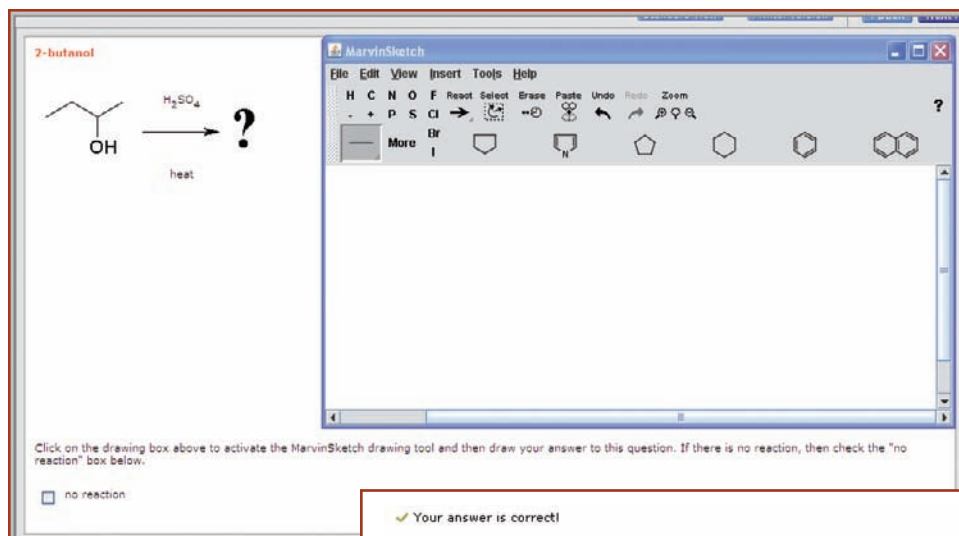 2-butanol
H2SO4
OH
?
heat
MarvinSketch
File Edit View Insert Tools Help
H C N O F React Select Erase Paste Undo Redo Zoom
- + P S Cl
?
More
Br
I
N
Click on the drawing box above to activate the MarvinSketch drawing tool and then draw your answer to this question. If there is no reaction, then check the "no
reaction" box below.
no reaction
Your answer is correct!